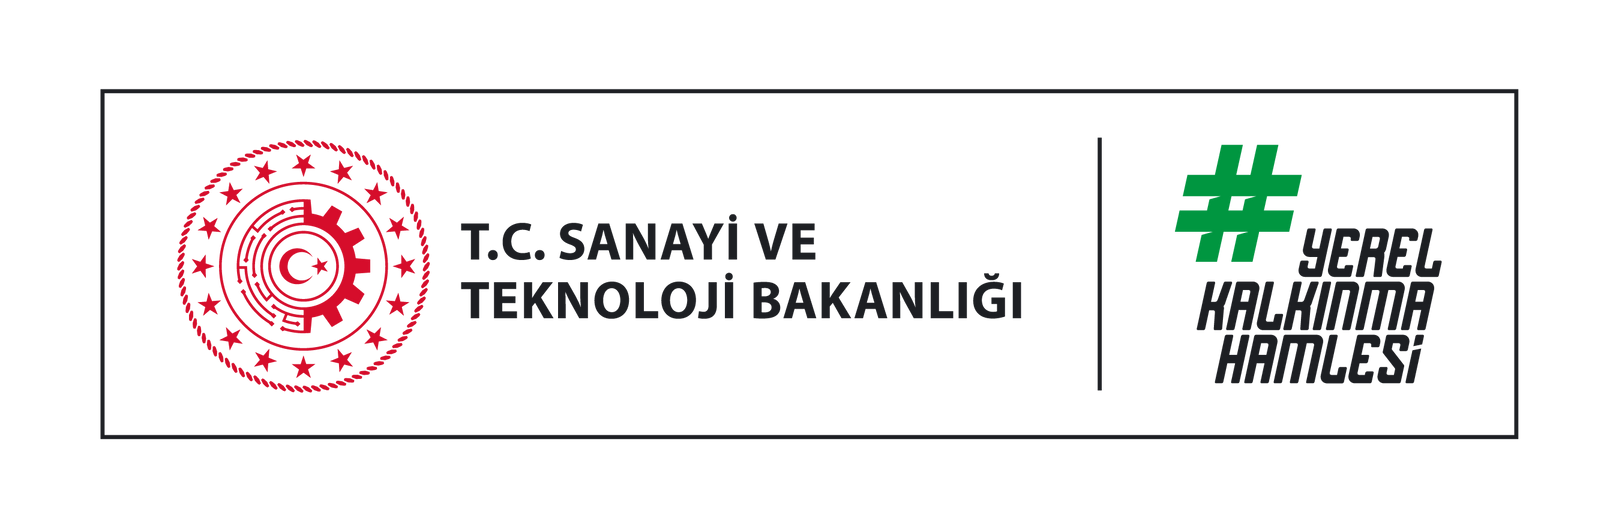 T.C. SANAYİ VE
TEKNOLOJİ BAKANLIĞI
#YEREL
KALKINMA
HAMLESİ